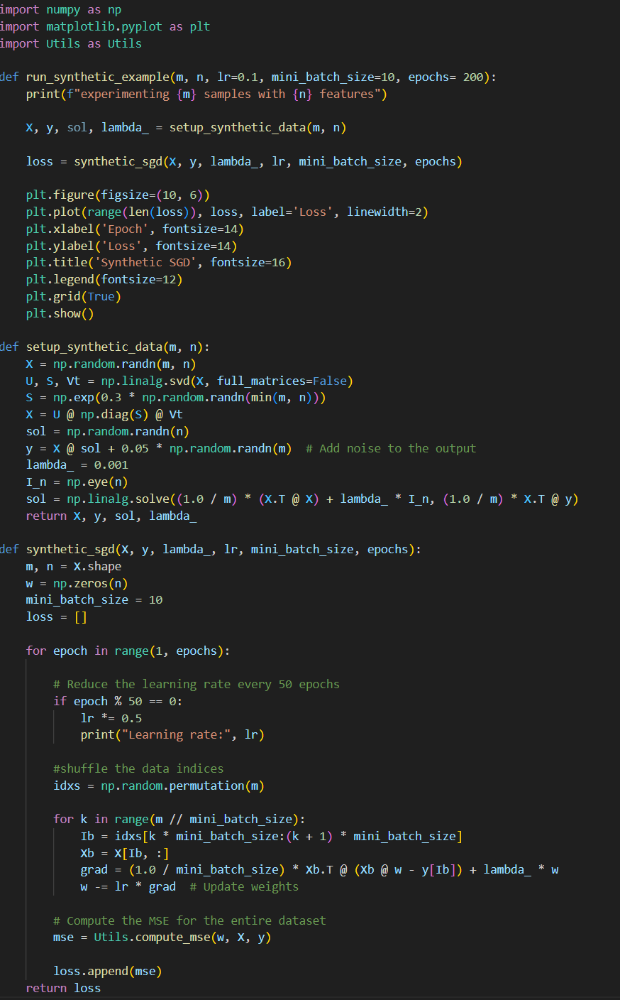 import numpy as np
import matplotlib.pyplot as plt
import Utils as Utils

def run_synthetic_example(m, n, lr=0.1, mini_batch_size=10, epochs= 200):
    print(f"experimenting {m} samples with {n} features")

    X, y, sol, lambda_ = setup_synthetic_data(m, n)

    loss = synthetic_sgd(X, y, lambda_, lr, mini_batch_size, epochs)

    plt.figure(figsize=(10, 6))
    plt.plot(range(len(loss)), loss, label='Loss', linewidth=2)
    plt.xlabel('Epoch', fontsize=14)
    plt.ylabel('Loss', fontsize=14)
    plt.title('Synthetic SGD', fontsize=16)
    plt.legend(fontsize=12)
    plt.grid(True)
    plt.show()

def setup_synthetic_data(m, n):
    X = np.random.randn(m, n)
    U, S, Vt = np.linalg.svd(X, full_matrices=False)
    S = np.exp(0.3 * np.random.randn(min(m, n)))
    X = U @ np.diag(S) @ Vt
    sol = np.random.randn(n)
    y = X @ sol + 0.05 * np.random.randn(m)  # Add noise to the output
    lambda_ = 0.001
    I_n = np.eye(n)
    sol = np.linalg.solve((1.0 / m) * (X.T @ X) + lambda_ * I_n, (1.0 / m) * X.T @ y)
    return X, y, sol, lambda_

def synthetic_sgd(X, y, lambda_, lr, mini_batch_size, epochs):
    m, n = X.shape
    w = np.zeros(n)
    mini_batch_size = 10
    loss = []

    for epoch in range(1, epochs):

        # Reduce the learning rate every 50 epochs
        if epoch % 50 == 0:
            lr *= 0.5
            print("Learning rate:", lr)

        #shuffle the data indices
        idxs = np.random.permutation(m)

        for k in range(m // mini_batch_size):
            Ib = idxs[k * mini_batch_size:(k + 1) * mini_batch_size]
            Xb = X[Ib, :]
            grad = (1.0 / mini_batch_size) * Xb.T @ (Xb @ w - y[Ib]) + lambda_ * w
            w -= lr * grad  # Update weights

        # Compute the MSE for the entire dataset
        mse = Utils.compute_mse(w, X, y)

        loss.append(mse)
    return loss